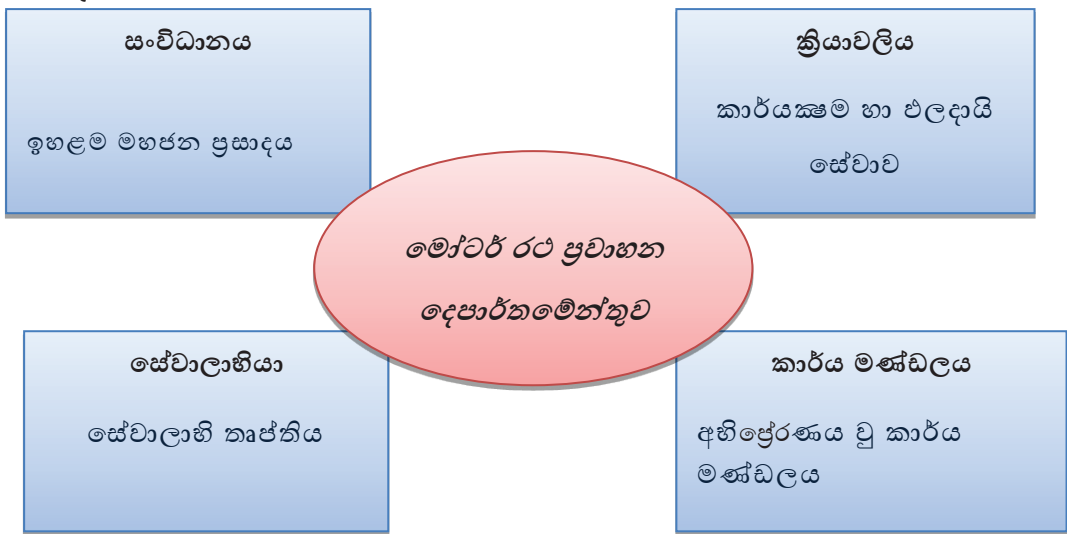 සංවිධානය
ඉහළම මහජන ප්‍රසාදය
ක්‍රියාවලිය
කාර්යක්‍ෂම හා ඵලදායි
සේවාව
මෝටර් රථ ප්‍රවාහන
දෙපාර්තමේන්තුව
සේවාලාභියා
සේවාලාභි තෘප්තිය
කාර්ය මණ්ඩලය
අභිප්‍රේරණය වු කාර්ය
මණ්ඩලය